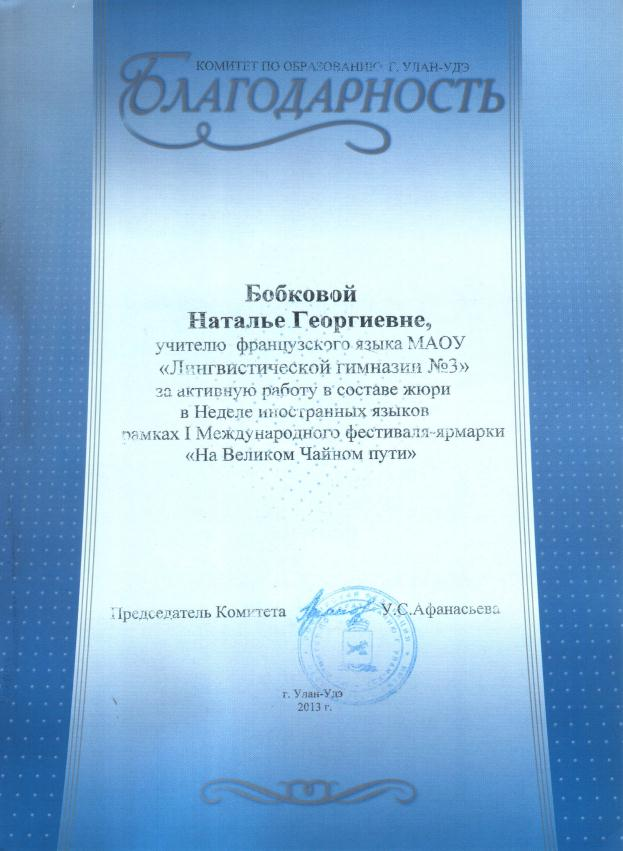 КОМИТЕТ ПО ОБРАЗОВАНИЮ Г. УЛАН-УДЭ
БЛАГОДАРНОСТЬ
Бобковой
Наталье Георгиевне,
учителю французского языка МАОУ
«Лингвистической гимназии №3»
за активную работу в составе жюри
в Неделе иностранных языков
рамках I Международного фестиваля-ярмарки
«На Великом Чайном пути»
Председатель Комитета У.С.Афанасьева
г. Улан-Удэ
2013 г.